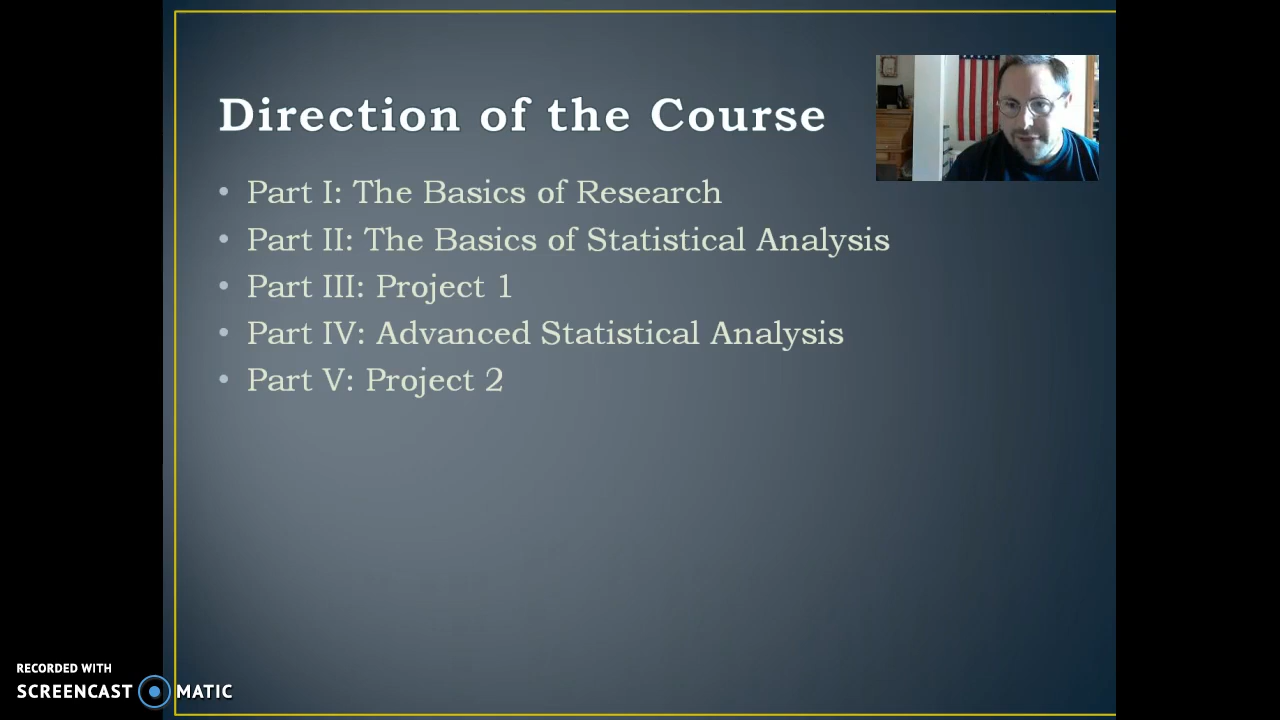 Direction of the Course
• Part I: The Basics of Research
• Part II: The Basics of Statistical Analysis
• Part III: Project 1
• Part IV: Advanced Statistical Analysis
• Part V: Project 2
RECORDED WITH
SCREENCAST MATIC